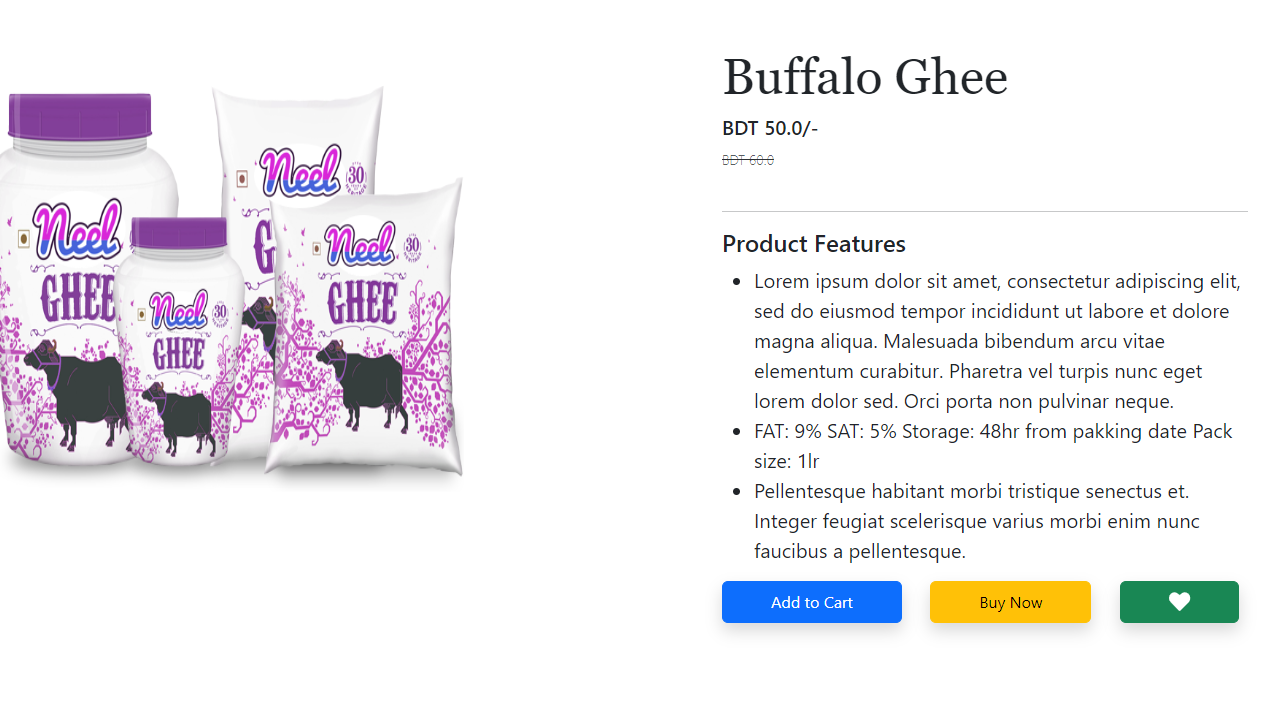 Neel
30
Neel
30
GHEE
Neel
GHEE
Neel
30
GHEE
Buffalo Ghee
BDT 50.0/-
BDT 60.0
Product Features
Lorem ipsum dolor sit amet, consectetur adipiscing elit,
sed do eiusmod tempor incididunt ut labore et dolore
magna aliqua. Malesuada bibendum arcu vitae
elementum curabitur. Pharetra vel turpis nunc eget
lorem dolor sed. Orci porta non pulvinar neque.
FAT: 9% SAT: 5% Storage: 48hr from pakking date Pack
size: 1lr
Pellentesque habitant morbi tristique senectus et.
Integer feugiat scelerisque varius morbi enim nunc
faucibus a pellentesque.
Add to Cart
Buy Now